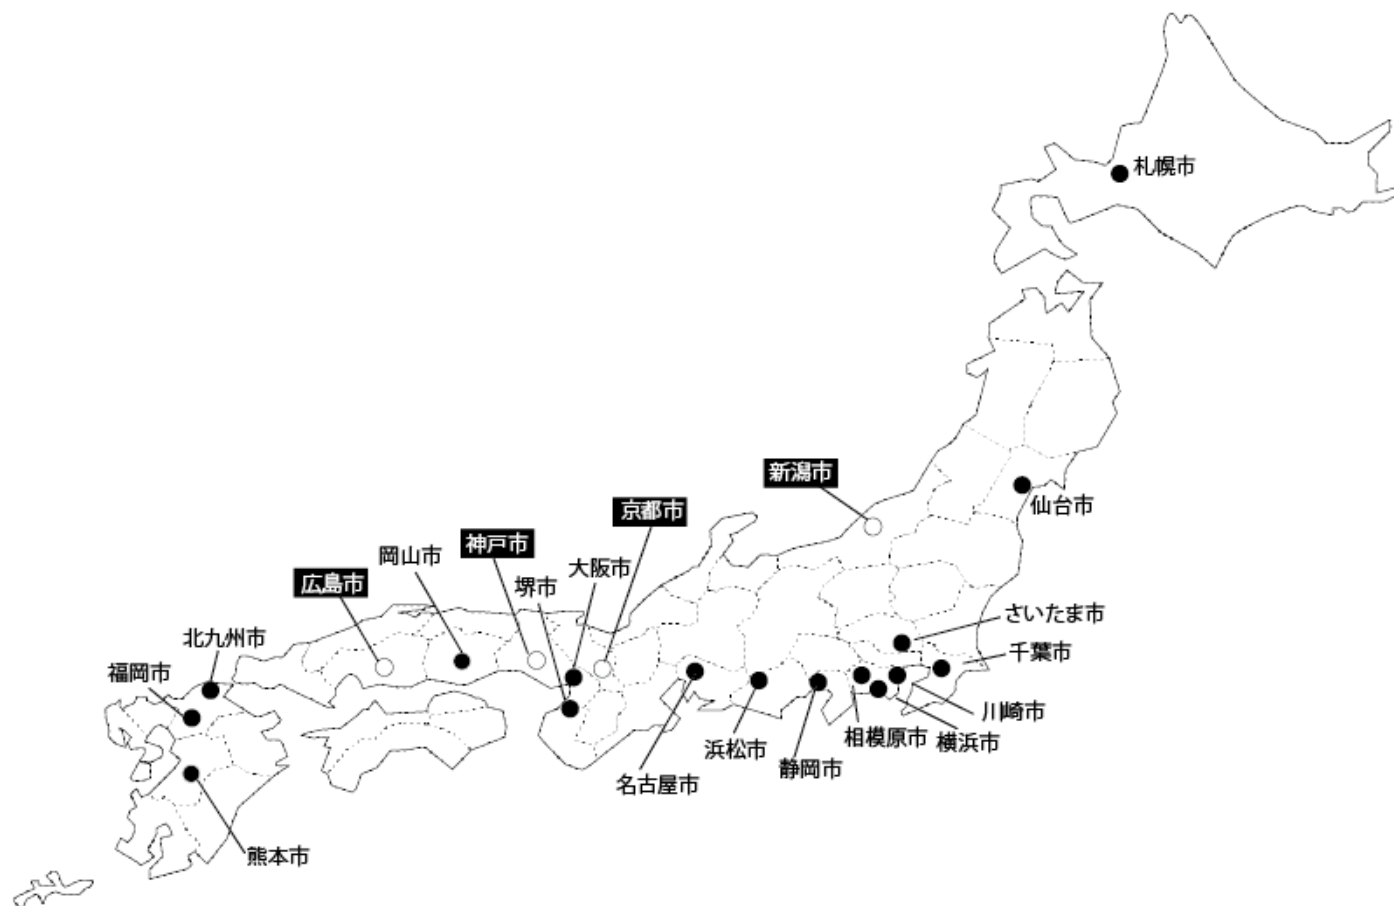 札幌市
新潟市
仙台市
京都市
神戸市
岡山市
大阪市
広島市
堺市
さいたま市
北九州市
千葉市
福岡市
川崎市
相模原市
横浜市
浜松市
静岡市
名古屋市
熊本市